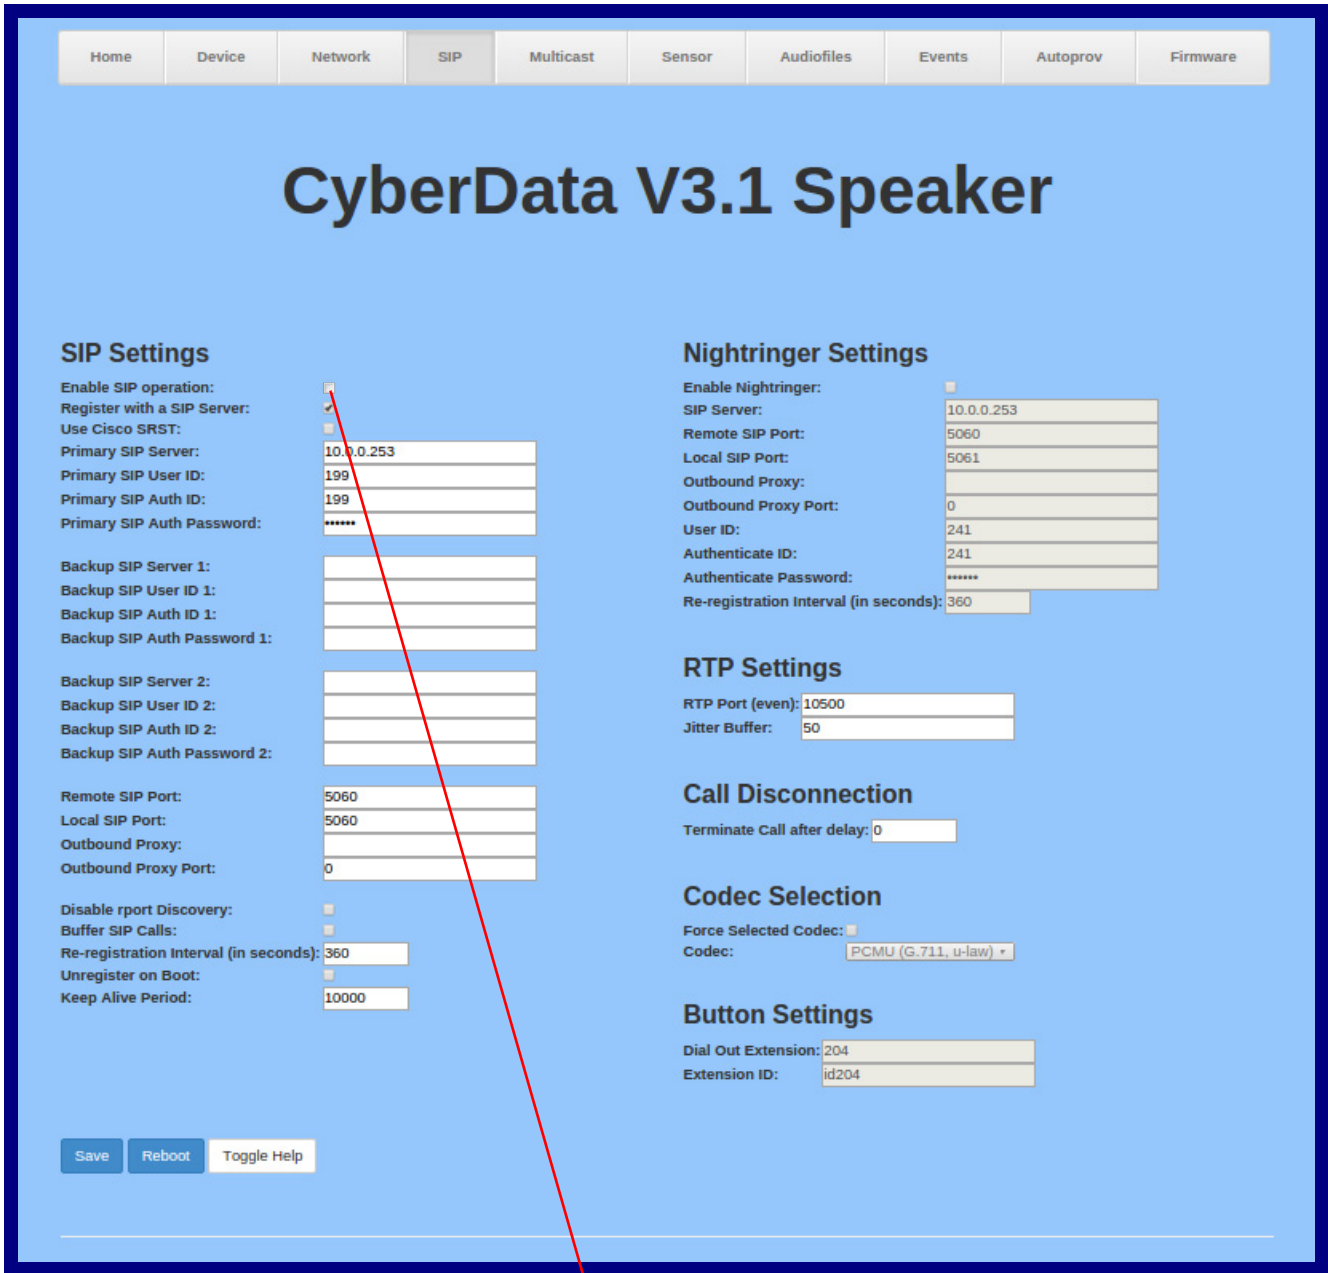 Home Device Network SIP Multicast Sensor Audiofiles Events Autoprov Firmware
CyberData V3.1 Speaker
SIP Settings
Enable SIP operation:
Register with a SIP Server:
Use Cisco SRST:
Primary SIP Server: 10.0.0.253
Primary SIP User ID: 199
Primary SIP Auth ID: 199
Primary SIP Auth Password: ••••••
Backup SIP Server 1:
Backup SIP User ID 1:
Backup SIP Auth ID 1:
Backup SIP Auth Password 1:
Backup SIP Server 2:
Backup SIP User ID 2:
Backup SIP Auth ID 2:
Backup SIP Auth Password 2:
Remote SIP Port: 5060
Local SIP Port: 5060
Outbound Proxy:
Outbound Proxy Port: 0
Disable rport Discovery:
Buffer SIP Calls:
Re-registration Interval (in seconds): 360
Unregister on Boot:
Keep Alive Period: 10000
Nightringer Settings
Enable Nightringer:
SIP Server: 10.0.0.253
Remote SIP Port: 5060
Local SIP Port: 5061
Outbound Proxy:
Outbound Proxy Port: 0
User ID: 241
Authenticate ID: 241
Authenticate Password: ••••••
Re-registration Interval (in seconds): 360
RTP Settings
RTP Port (even): 10500
Jitter Buffer: 50
Call Disconnection
Terminate Call after delay: 0
Codec Selection
Force Selected Codec:
Codec: PCMU (G.711, u-law)
Button Settings
Dial Out Extension: 204
Extension ID: id204
Save Reboot Toggle Help